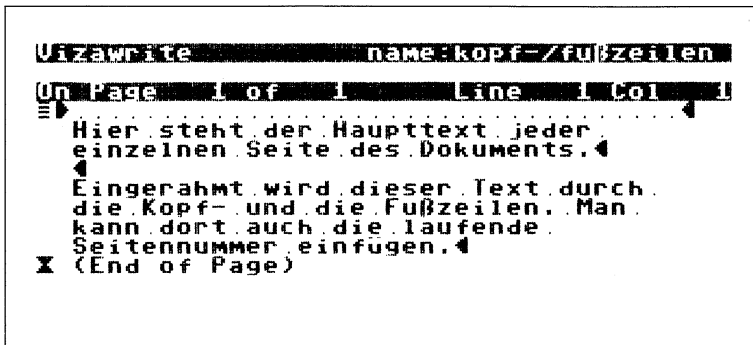 Vizawrite name:kopf-/fußzeilen
On Page 1 of 1 Line 1 Col 1
Hier steht der Haupttext jeder
einzelnen Seite des Dokuments.
Eingerahmt wird dieser Text durch
die Kopf- und die Fußzeilen. Man
kann dort auch die laufende
Seitennummer einfügen.
(End of Page)